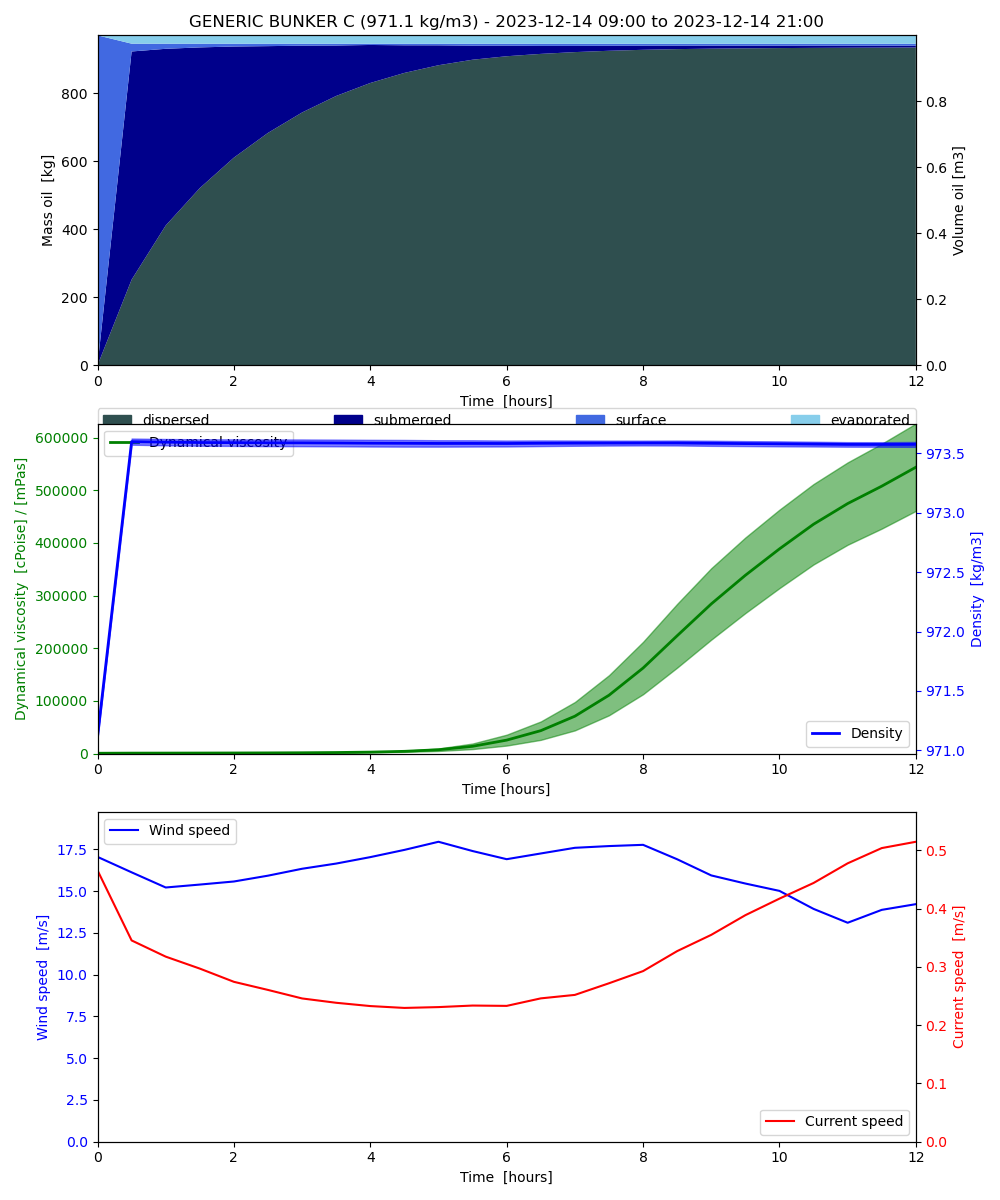 GENERIC BUNKER C (971.1 kg/m3) - 2023-12-14 09:00 to 2023-12-14 21:00
Mass oil [kg]
800
600
400
200
0
Volume oil [m3]
0.8
0.6
0.4
0.2
0.0
0 2 4 6 8 10 12
Time [hours]
dispersed submerged surface evaporated
Dynamical viscosity [cPoise] / [mPas]
600000
500000
400000
300000
200000
100000
0
Dynamical viscosity
973.5
973.0
972.5
972.0
971.5
971.0
Density [kg/m3]
Density
0 2 4 6 8 10 12
Time [hours]
Wind speed
Wind speed [m/s]
17.5
15.0
12.5
10.0
7.5
5.0
2.5
0.0
0.5
0.4
0.3
0.2
0.1
0.0
Current speed [m/s]
Current speed
0 2 4 6 8 10 12
Time [hours]